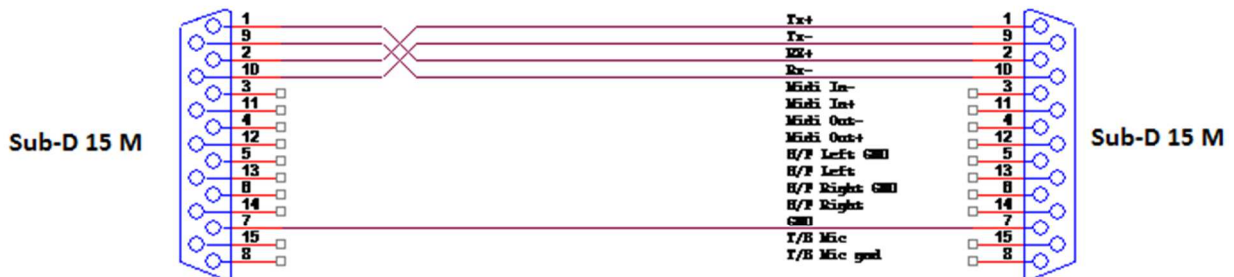 1 Tx+ 1
9 Tx- 9
2 RX+ 2
10 Rx- 10
3 Midi In- 3
11 Midi In+ 11
4 Midi Out- 4
Sub-D 15 M 12 Midi Out+ 12 Sub-D 15 M
5 H/P Left GND 5
13 H/P Left 13
6 H/P Right GND 6
14 H/P Right 14
7 GND 7
15 T/B Mic 15
8 T/B Mic gnd 8